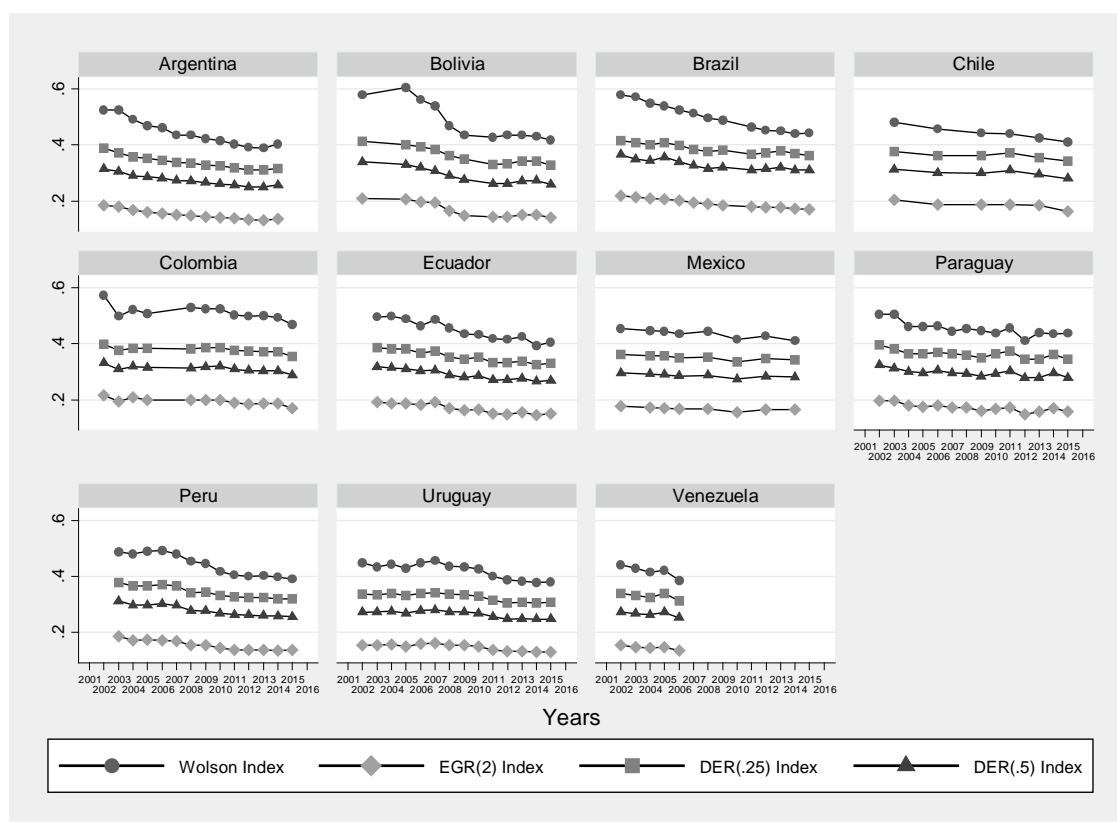 Argentina Bolivia Brazil Chile
.6
.4
.2
Colombia Ecuador Mexico Paraguay
.6
.4
.2
2001 2003 2005 2007 2009 2011 2013 2015
2002 2004 2006 2008 2010 2012 2014 2016
Peru Uruguay Venezuela
.6
.4
.2
2001 2003 2005 2007 2009 2011 2013 2015 2001 2003 2005 2007 2009 2011 2013 2015 2001 2003 2005 2007 2009 2011 2013 2015
2002 2004 2006 2008 2010 2012 2014 2016 2002 2004 2006 2008 2010 2012 2014 2016 2002 2004 2006 2008 2010 2012 2014 2016
Years
Wolson Index EGR(2) Index DER(.25) Index DER(.5) Index